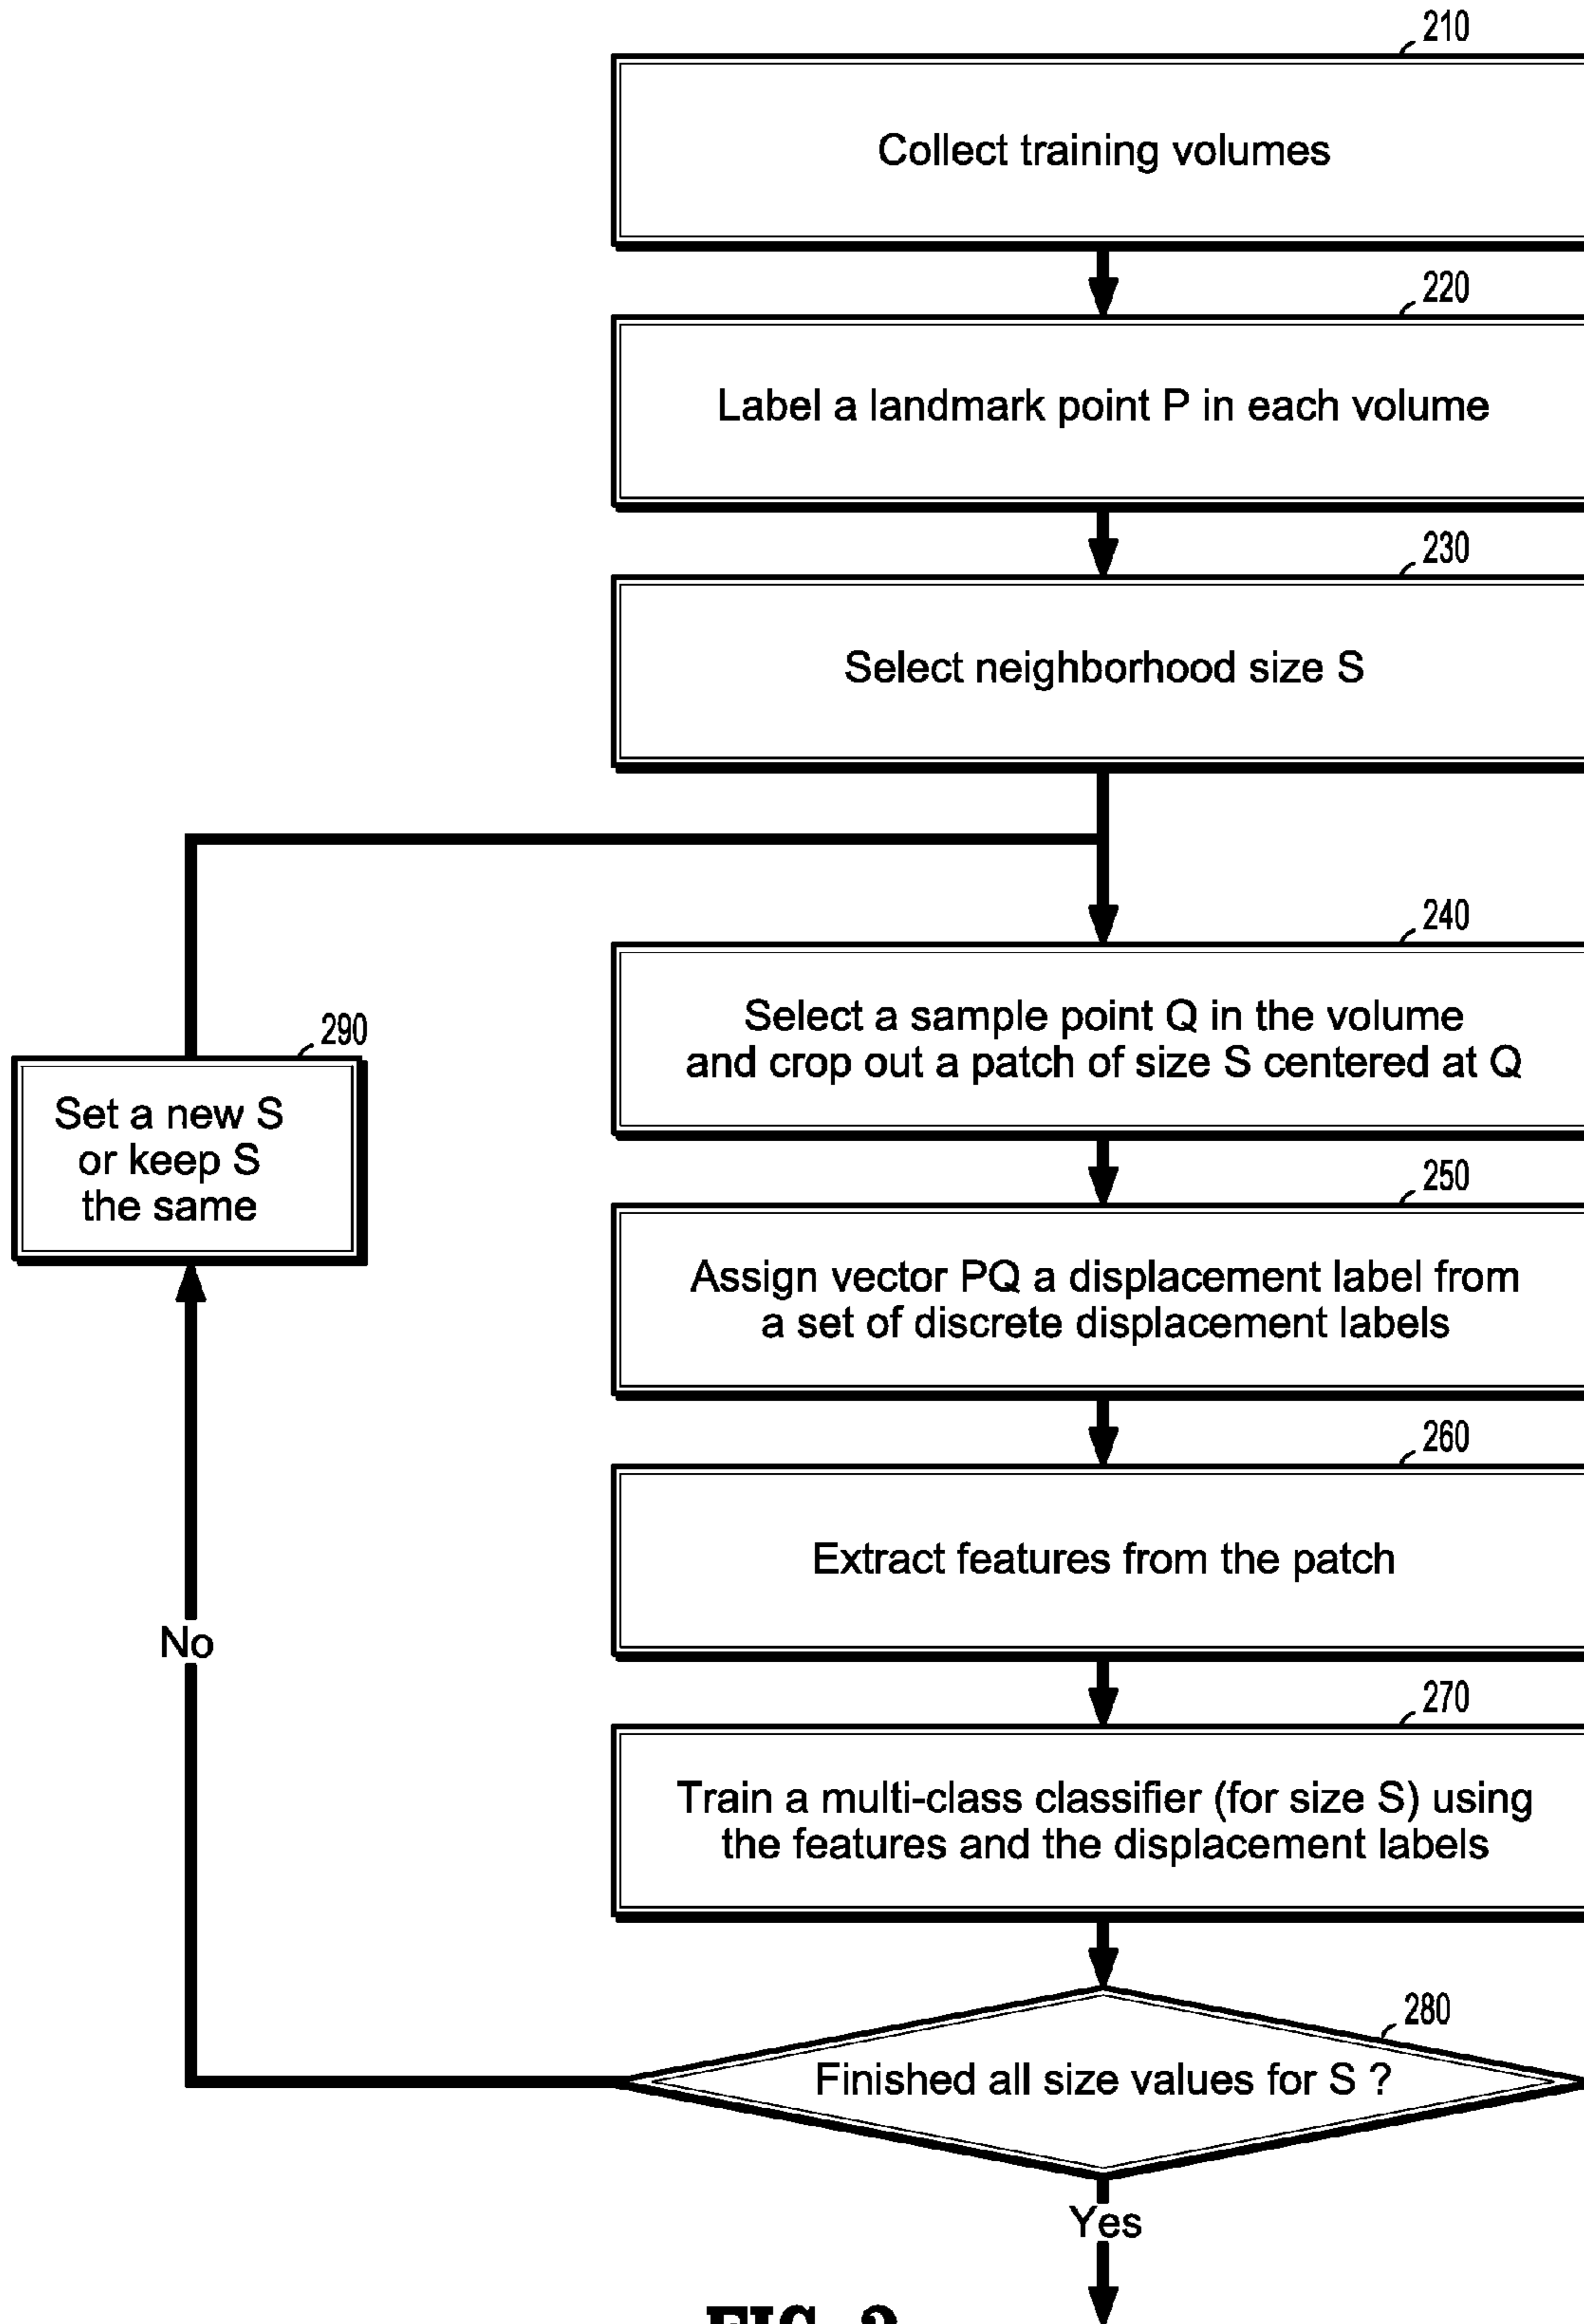 210
Collect training volumes
220
Label a landmark point P in each volume
230
Select neighborhood size S
240
Select a sample point Q in the volume
and crop out a patch of size S centered at Q
290
Set a new S
or keep S
the same
250
Assign vector PQ a displacement label from
a set of discrete displacement labels
260
Extract features from the patch
No
270
Train a multi-class classifier (for size S) using
the features and the displacement labels
280
Finished all size values for S ?
Yes
FIG. 2